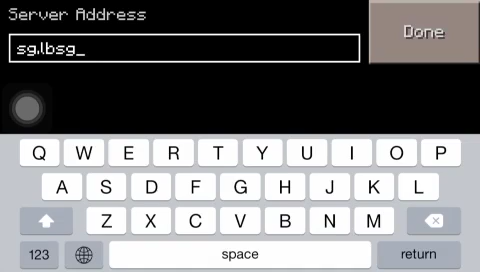 Server Address
Done
sg.lbsg_
Q W E R T Y U I O P
A S D F G H J K L
Z X C V B N M
123 space return